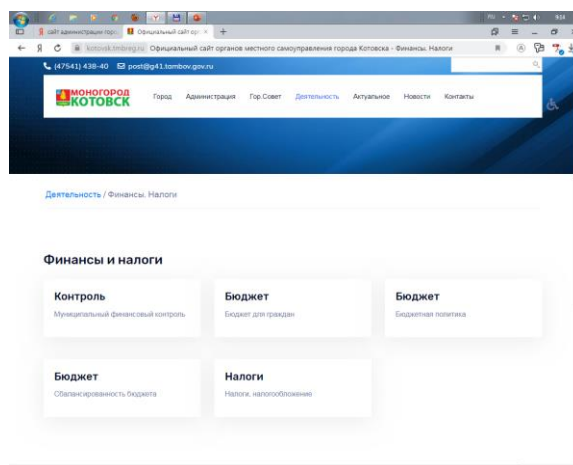 сайт администрации горо
Официальный сайт орг
kotovsk.tmbreg.ru Официальный сайт органов местного самоуправления города Котовска - Финансы. Налоги
(47541) 438-40 post@g41.tambov.gov.ru
МОНОГОРОД
КОТОВСК
Город Администрация Гор.Совет Деятельность Актуальное Новости Контакты
Деятельность / Финансы. Налоги
Финансы и налоги
Контроль Бюджет Бюджет
Муниципальный финансовый контроль Бюджет для граждан Бюджетная политика
Бюджет Налоги
Сбалансированность бюджета Налоги, налогообложение